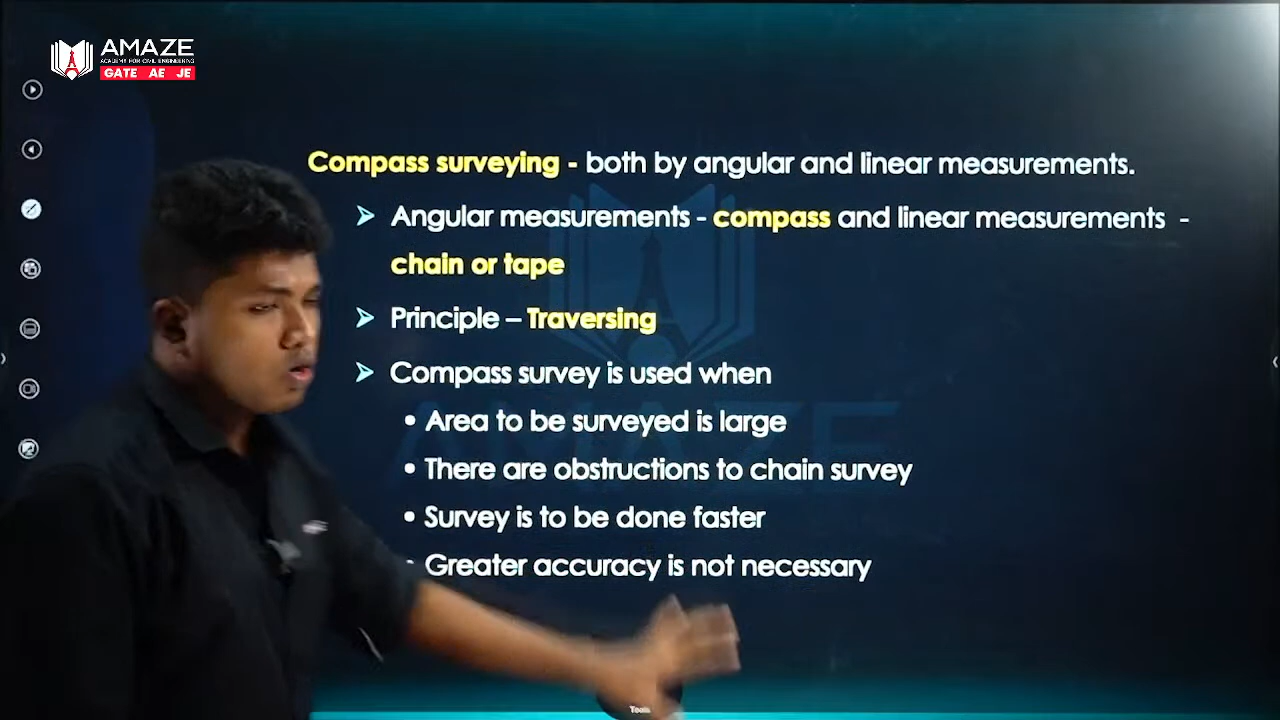 AMAZE
ACADEMY FOR CIVIL ENGINEERING
GATE AE JE
Compass surveying - both by angular and linear measurements.
➤ Angular measurements - compass and linear measurements -
chain or tape
➤ Principle – Traversing
➤ Compass survey is used when
• Area to be surveyed is large
• There are obstructions to chain survey
• Survey is to be done faster
• Greater accuracy is not necessary
AMAZE
Tools